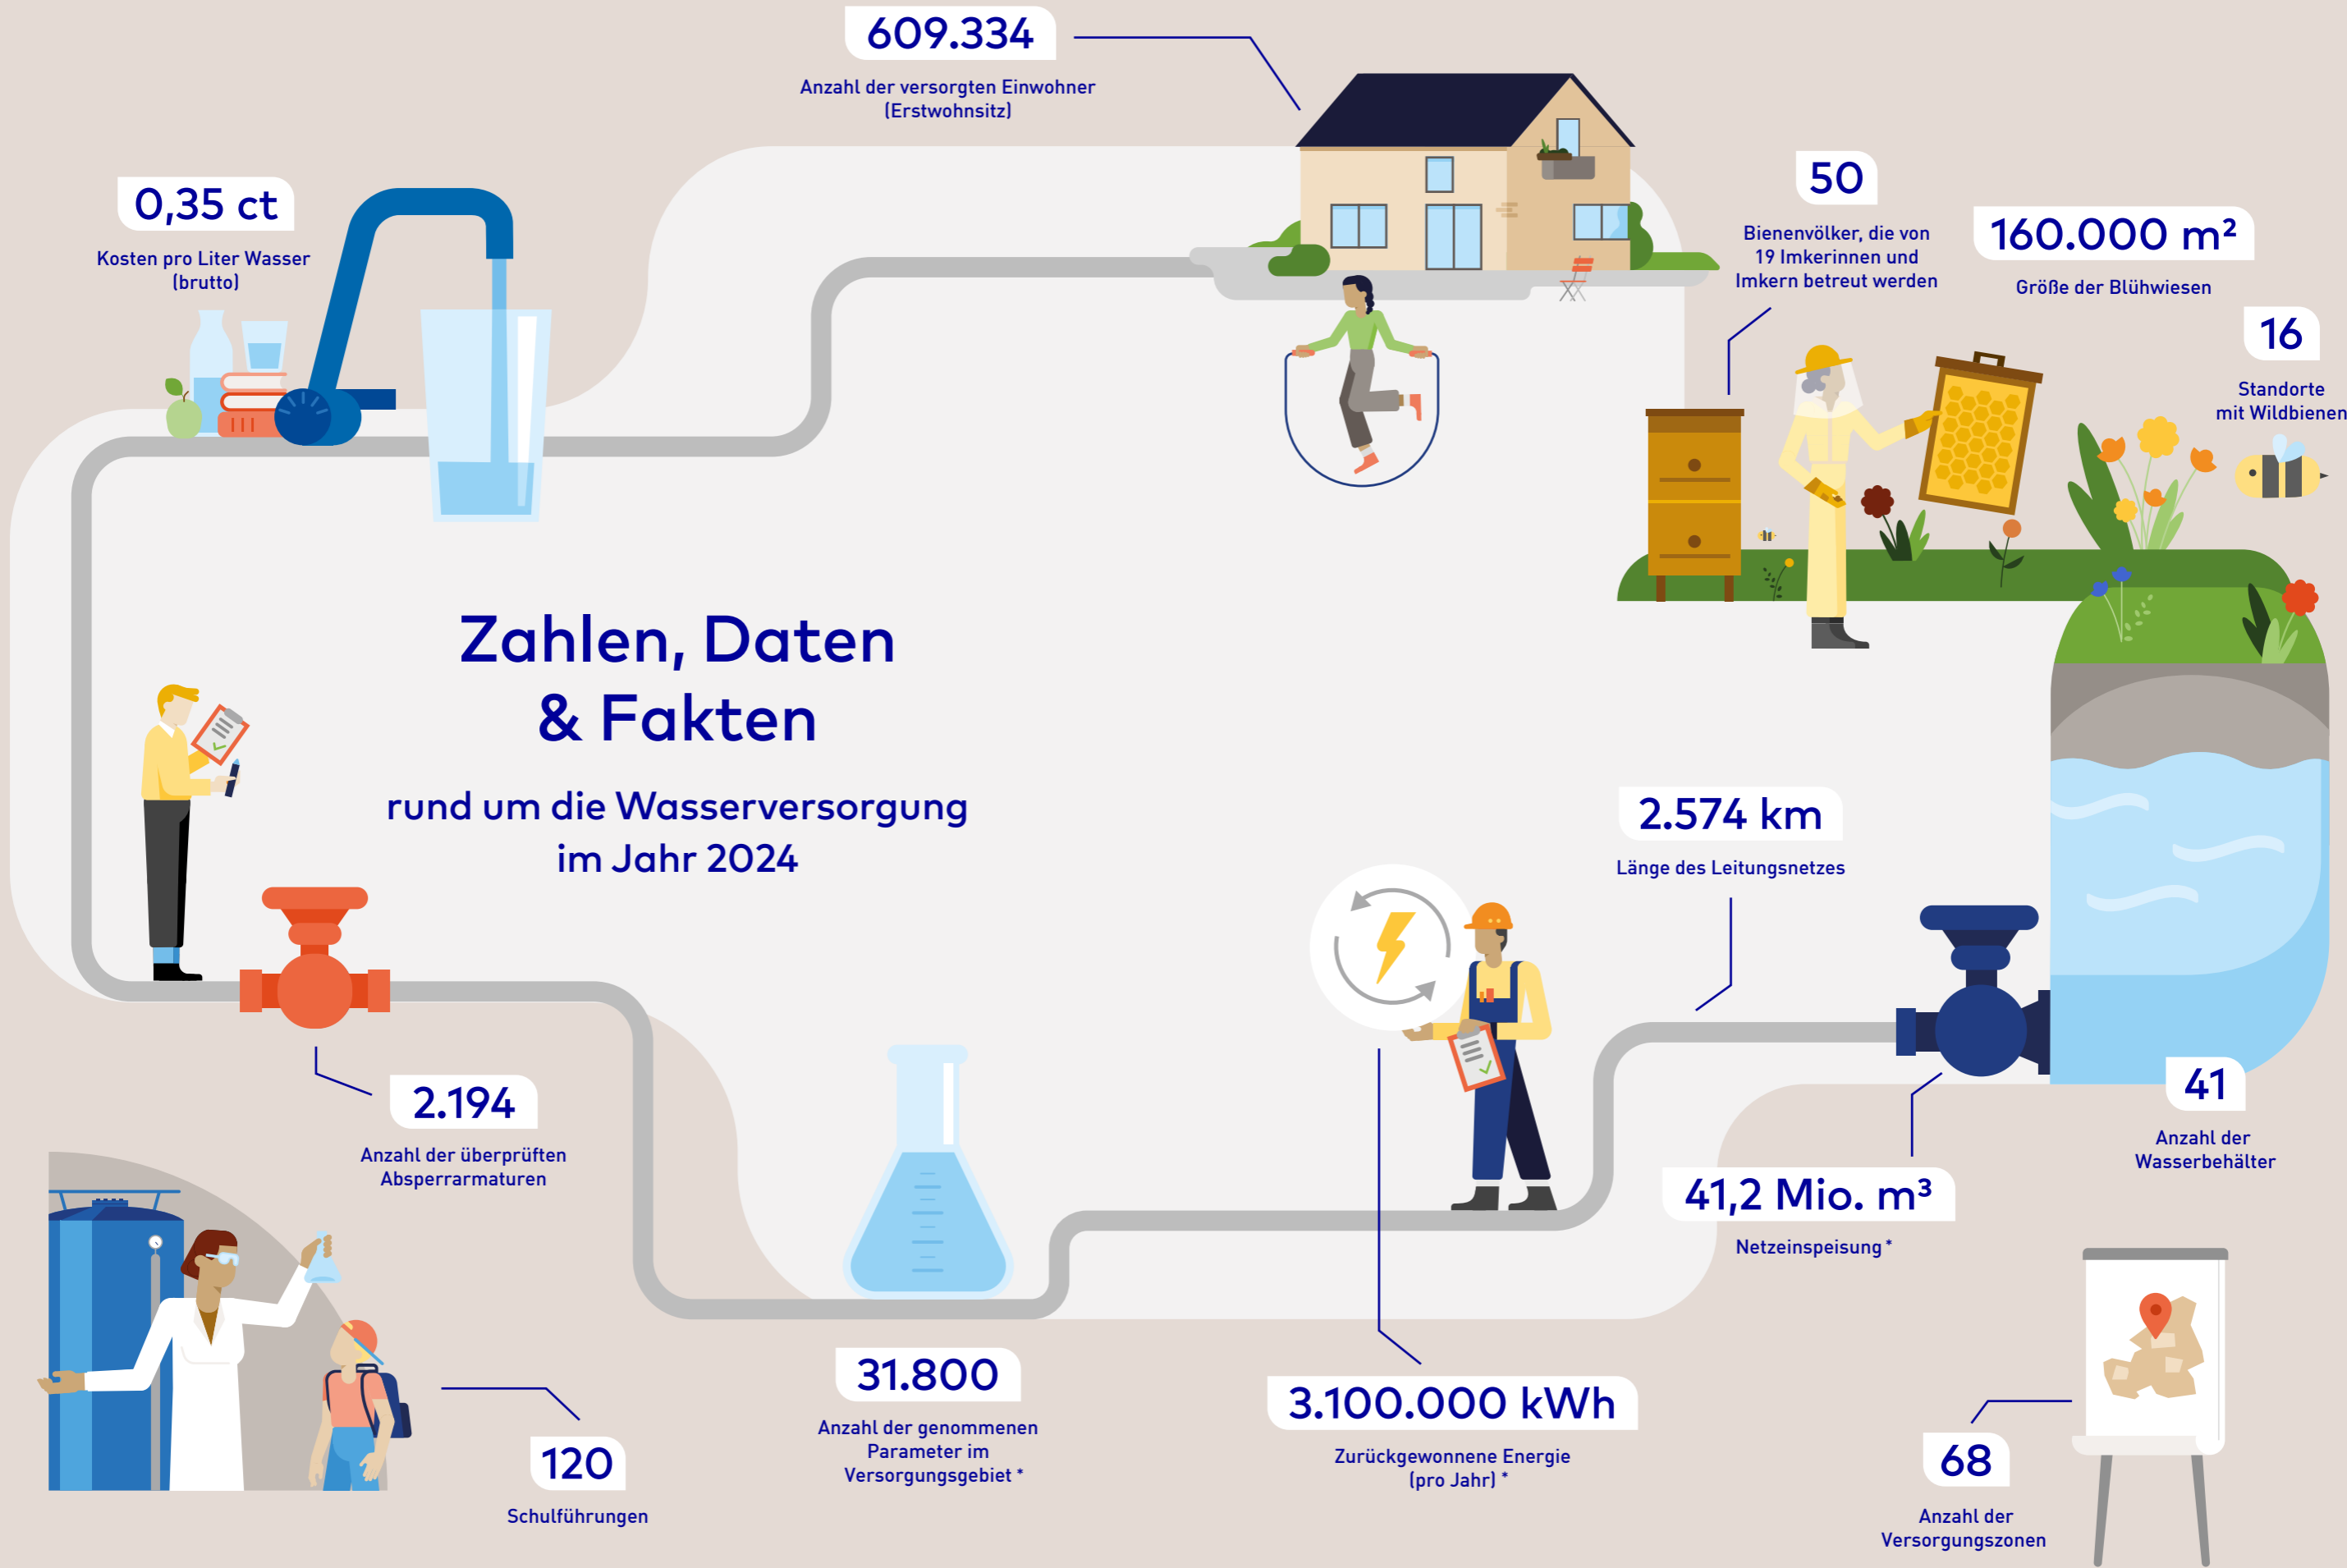 609.334
Anzahl der versorgten Einwohner
(Erstwohnsitz)
0,35 ct
Kosten pro Liter Wasser
(brutto)
50
Bienenvölker, die von
19 Imkerinnen und
Imkern betreut werden
160.000 m²
Größe der Blühwiesen
16
Standorte
mit Wildbienen
Zahlen, Daten
& Fakten
rund um die Wasserversorgung
im Jahr 2024
2.574 km
Länge des Leitungsnetzes
2.194
Anzahl der überprüften
Absperrarmaturen
41
Anzahl der
Wasserbehälter
41,2 Mio. m³
Netzeinspeisung *
31.800
Anzahl der genommenen
Parameter im
Versorgungsgebiet *
3.100.000 kWh
Zurückgewonnene Energie
(pro Jahr) *
120
Schulführungen
68
Anzahl der
Versorgungszonen